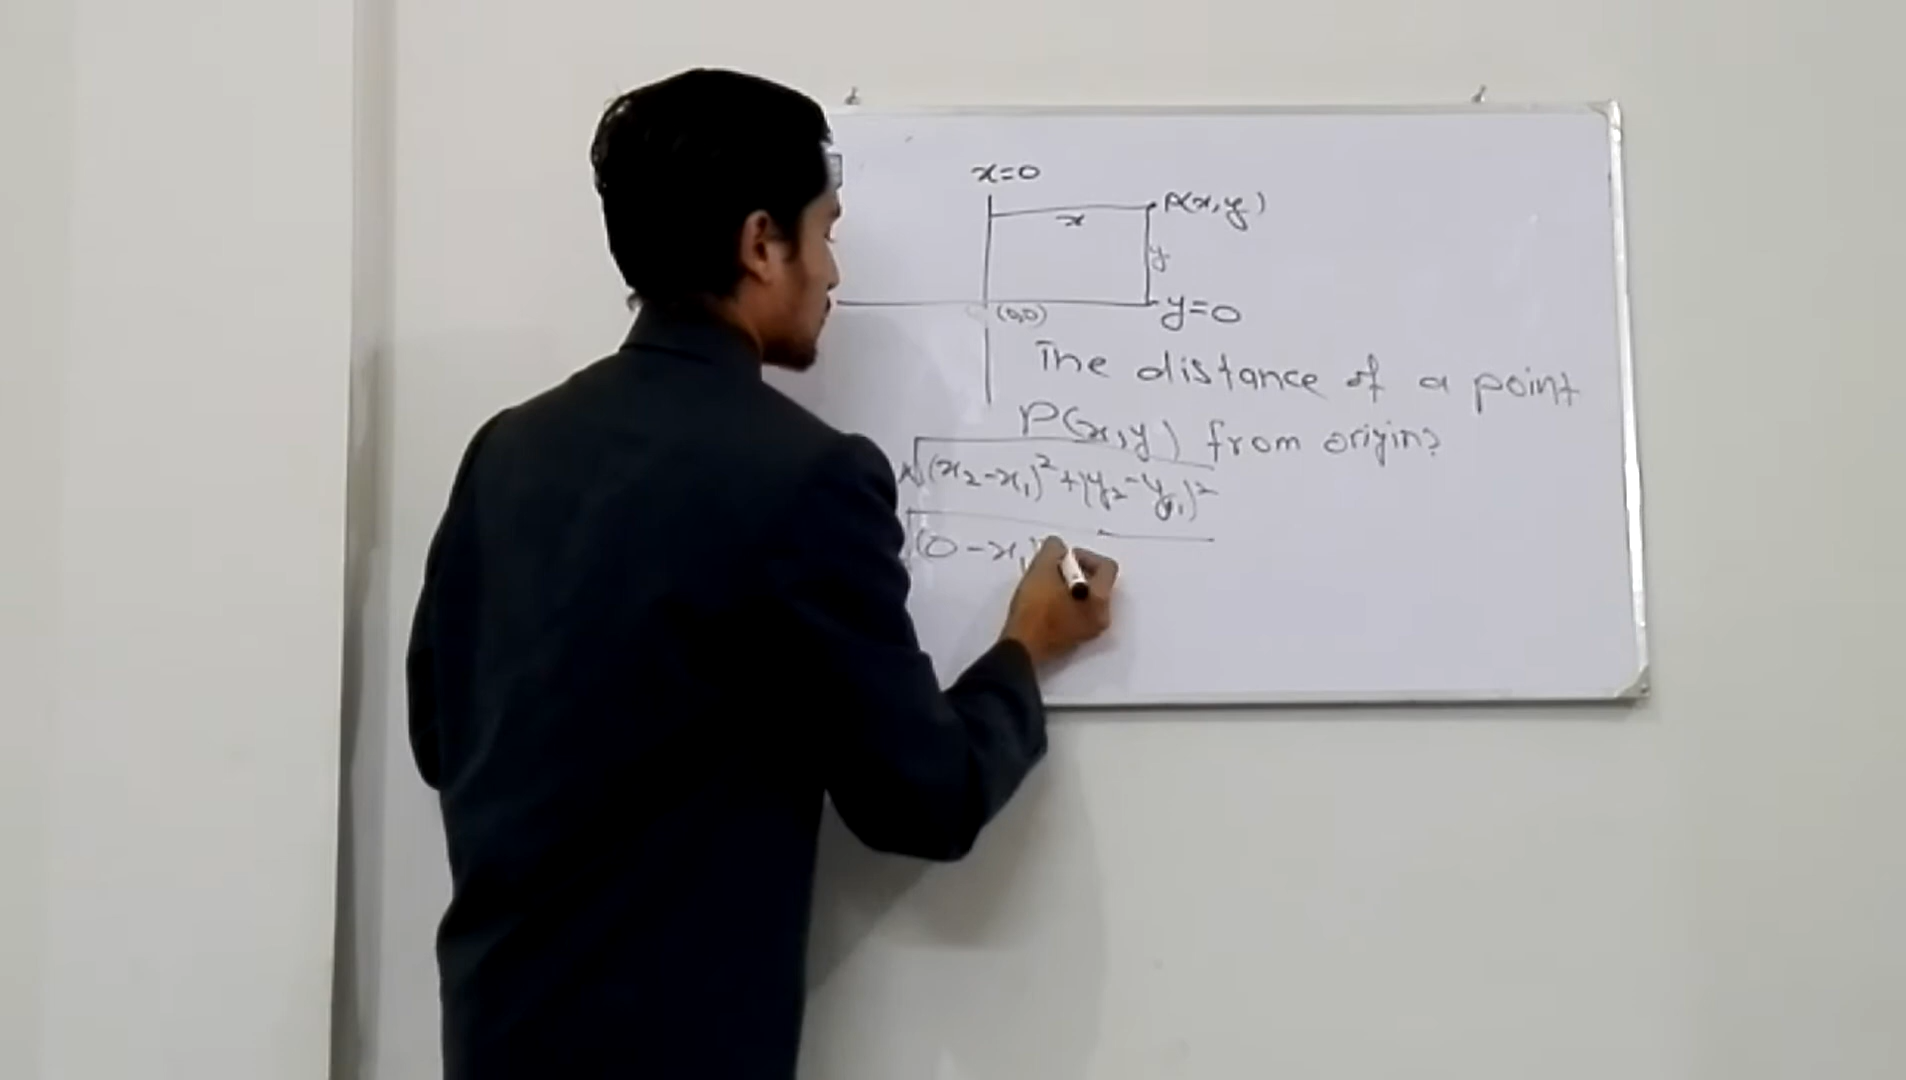 x=0
P(x,y)
x
y
(0,0)
y=0
The distance of a point
P(x,y) from origin?
√(x₂-x₁)²+(y₂-y₁)²
√(0-x₁)